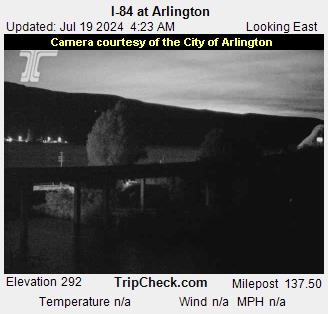 I-84 at Arlington
Updated: Jul 19 2024 4:23 AM Looking East
Camera courtesy of the City of Arlington
Elevation 292 TripCheck.com Milepost 137.50
Temperature n/a Wind n/a MPH n/a